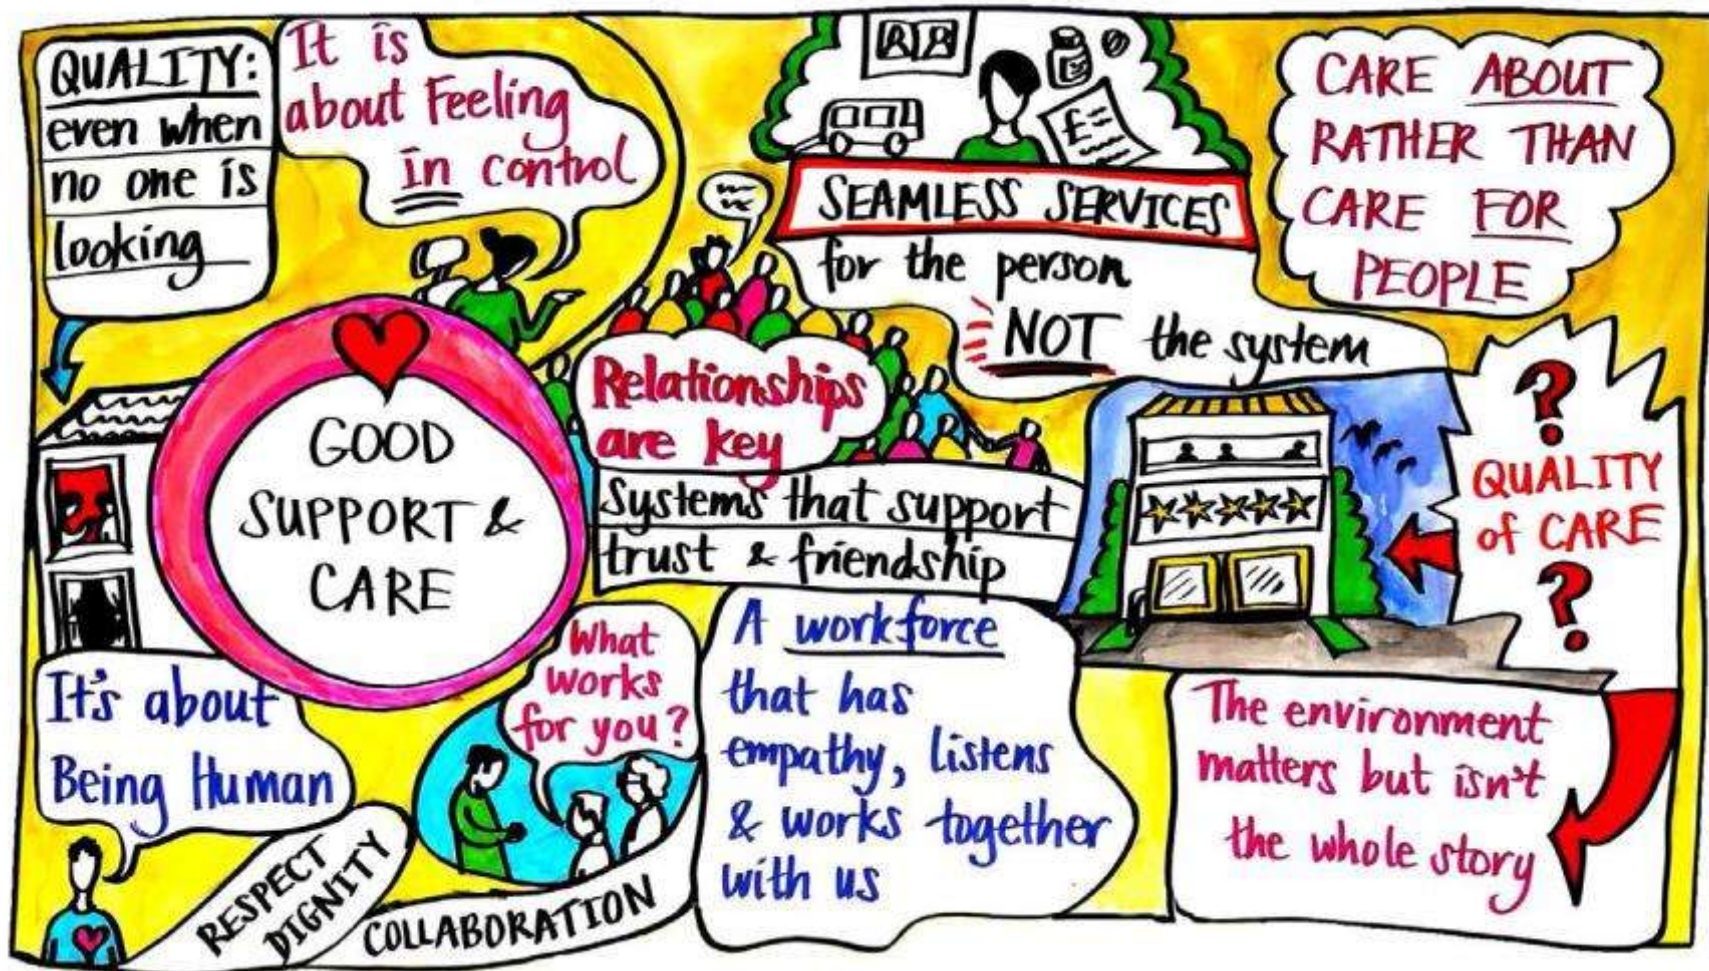 QUALITY:
even when
no one is
looking
It is
about Feeling
in control
SEAMLESS SERVICES
for the person
NOT the system
CARE ABOUT
RATHER THAN
CARE FOR
PEOPLE
GOOD
SUPPORT &
CARE
Relationships
are key
Systems that support
trust & friendship
?
QUALITY
of CARE
?
It's about
Being Human
What
works
for you?
A workforce
that has
empathy, listens
& works together
with us
The environment
matters but isn't
the whole story
RESPECT
DIGNITY
COLLABORATION
£